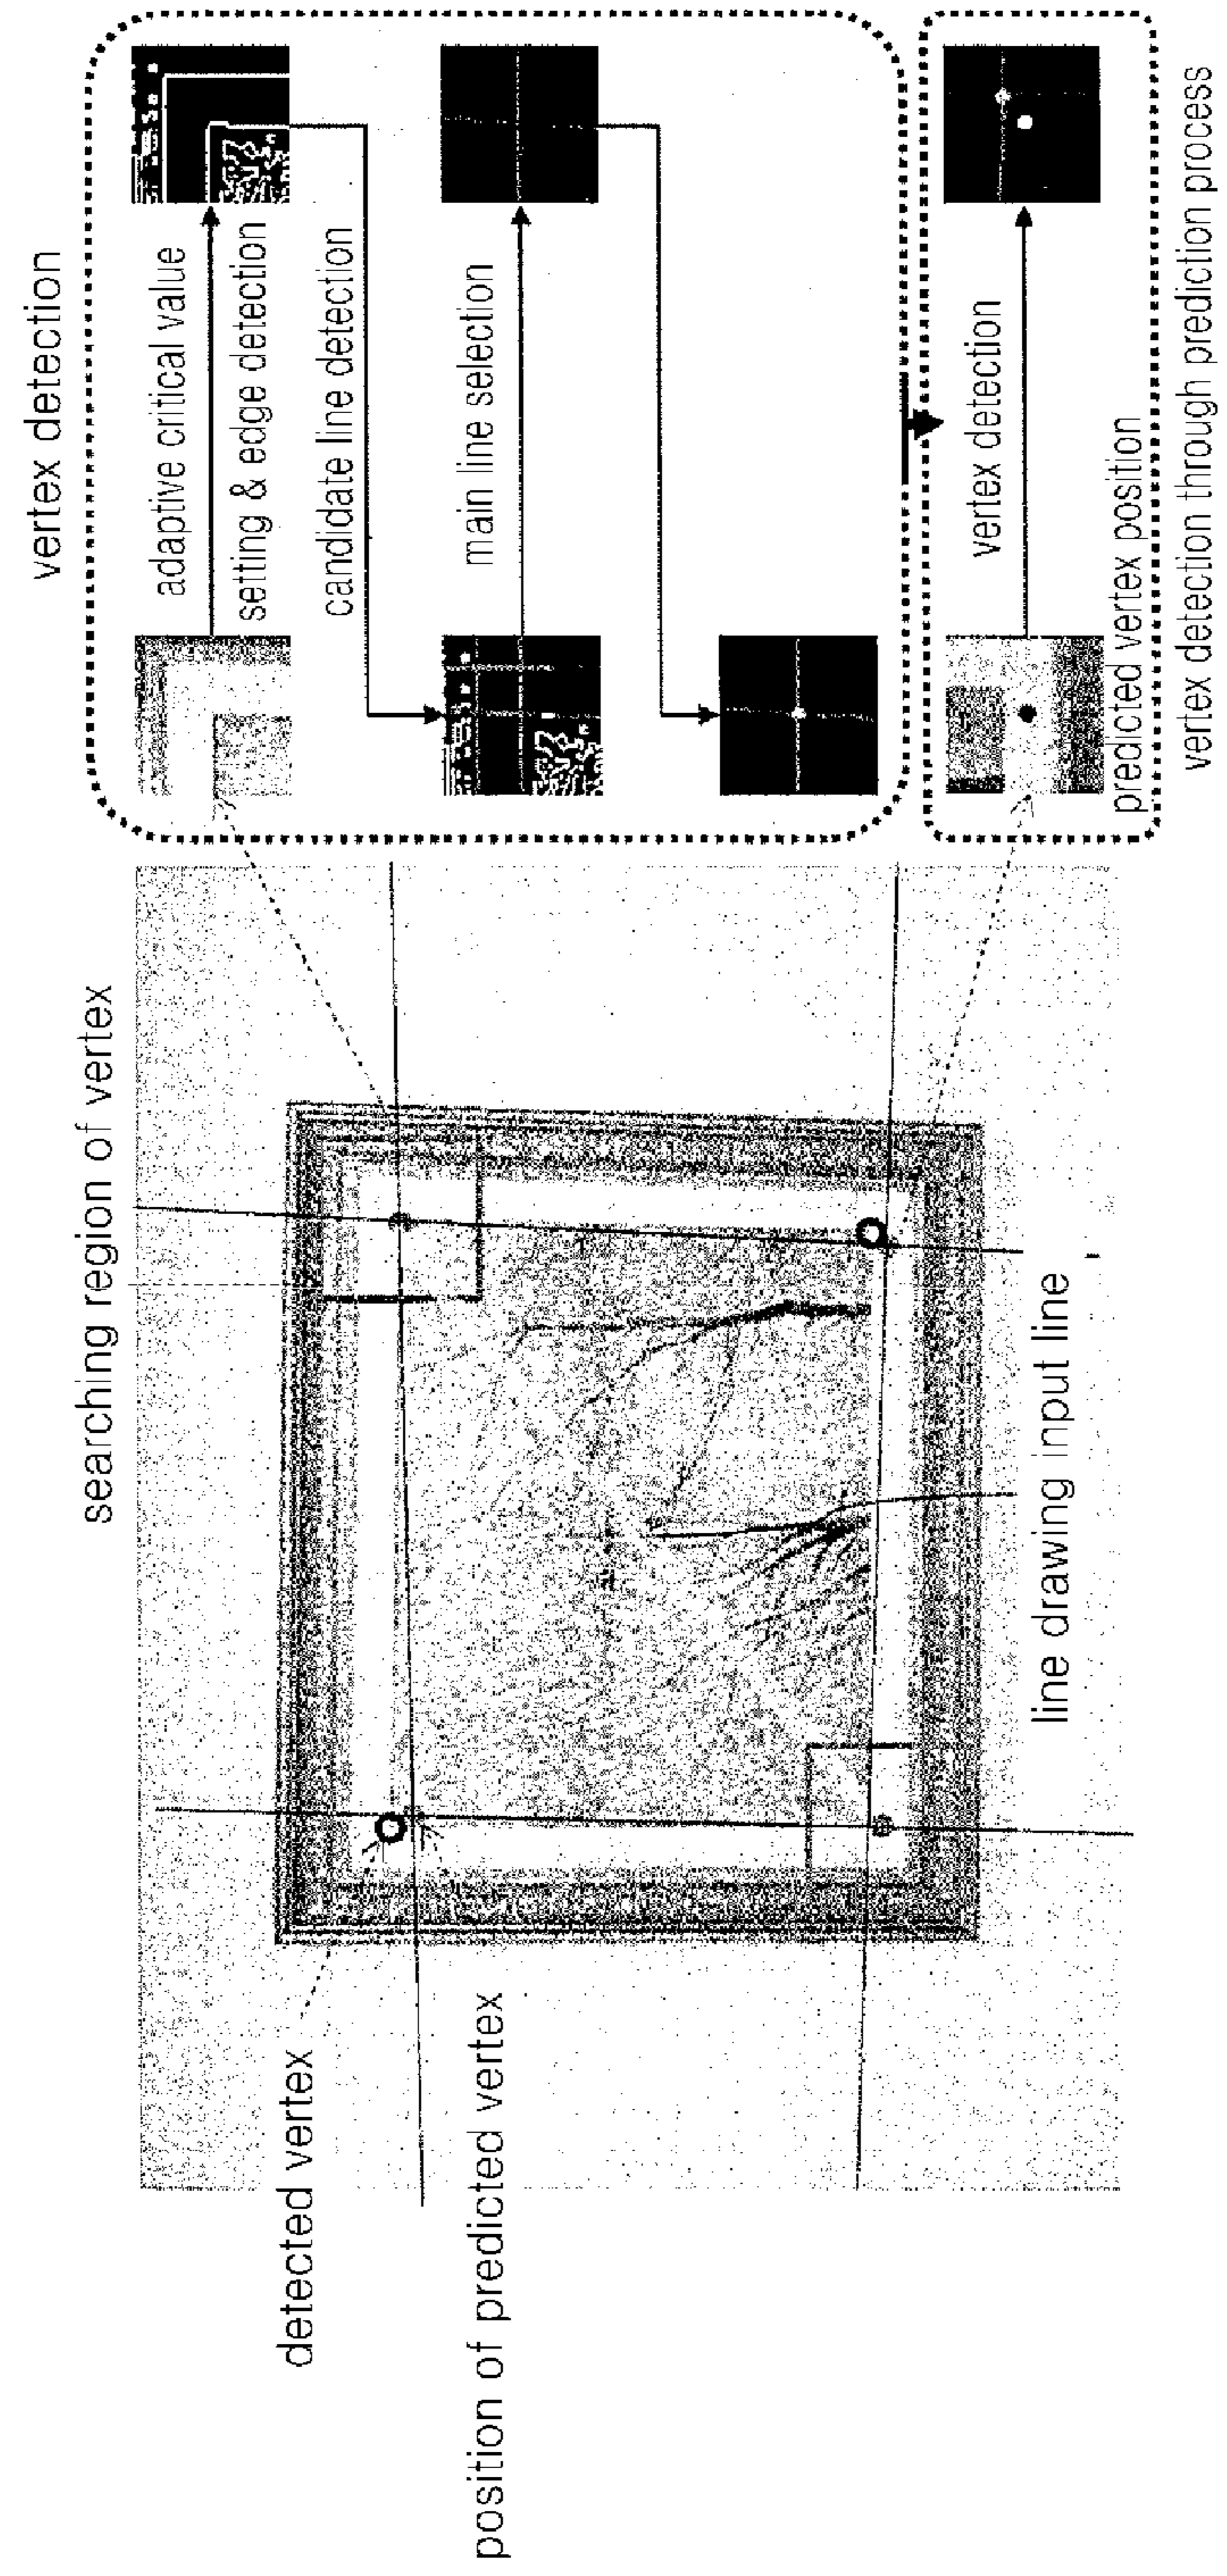 vertex detection
adaptive critical value
setting & edge detection
candidate line detection
main line selection
vertex detection
predicted vertex position
vertex detection through prediction process
searching region of vertex
line drawing input line
detected vertex
position of predicted vertex